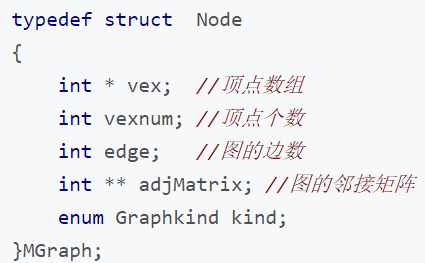 typedef struct  Node
{
    int * vex;  //顶点数组
    int vexnum; //顶点个数
    int edge;   //图的边数
    int ** adjMatrix; //图的邻接矩阵
    enum Graphkind kind;
}MGraph;